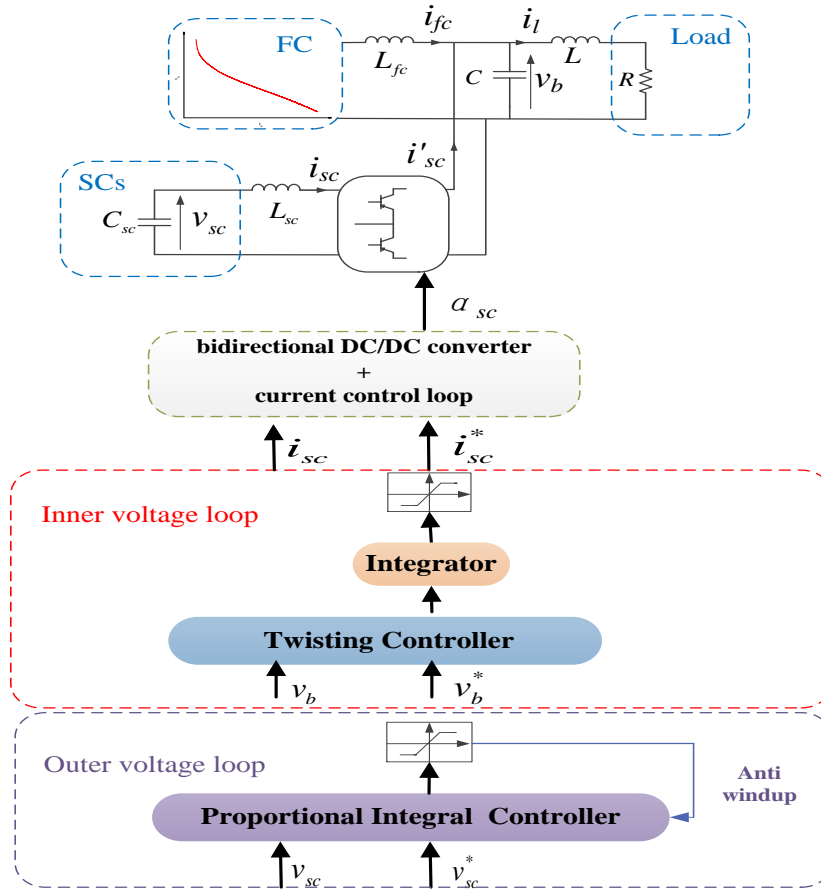 i_fc
i_l
FC
L_fc
C
v_b
L
Load
R
i'_sc
SCs
i_sc
C_sc
v_sc
L_sc
α_sc
bidirectional DC/DC converter
+
current control loop
i_sc
i*_sc
Inner voltage loop
Integrator
Twisting Controller
v_b
v*_b
Outer voltage loop
Anti
windup
Proportional Integral Controller
v_sc
v*_sc